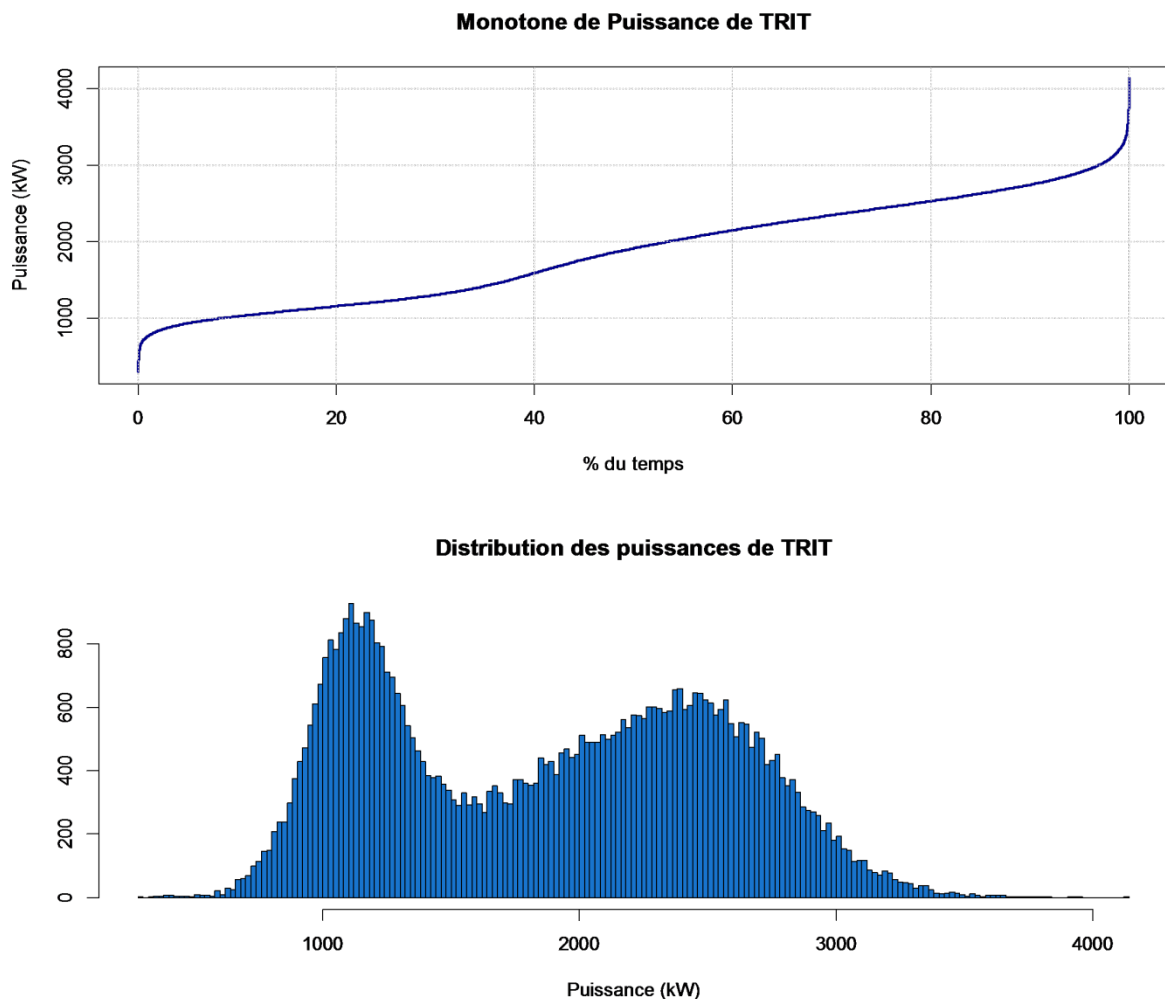 Monotone de Puissance de TRIT
Puissance (kW)
4000
3000
2000
1000
0 20 40 60 80 100
% du temps
Distribution des puissances de TRIT
800
600
400
200
0
1000 2000 3000 4000
Puissance (kW)